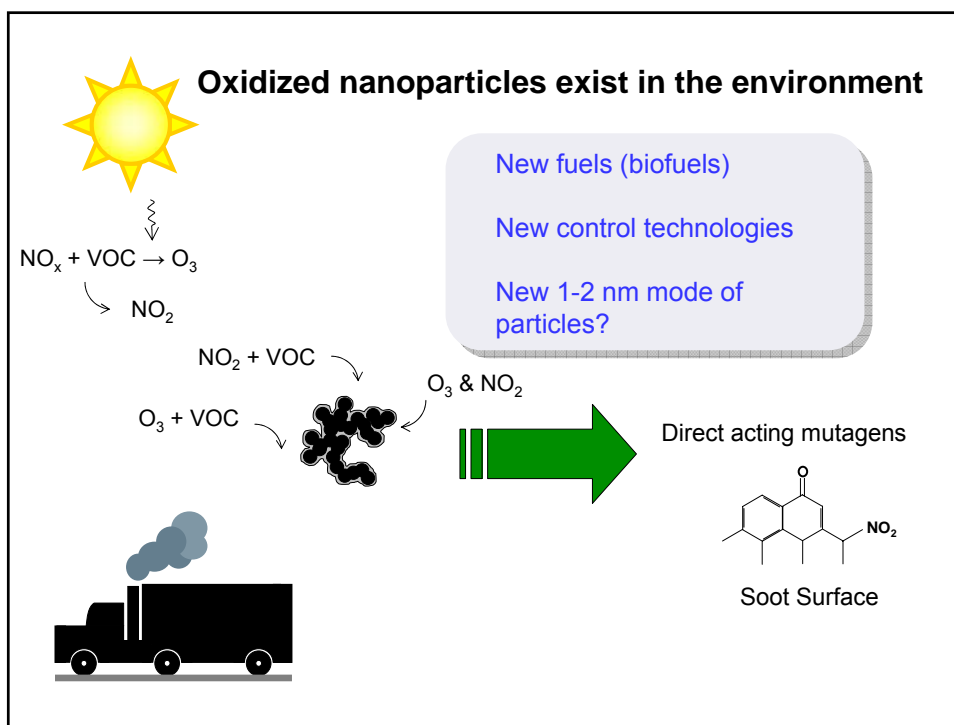 Oxidized nanoparticles exist in the environment
New fuels (biofuels)
New control technologies
New 1-2 nm mode of
particles?
NOx + VOC → O3
NO2
NO2 + VOC
O3 & NO2
O3 + VOC
Direct acting mutagens
O
NO2
Soot Surface